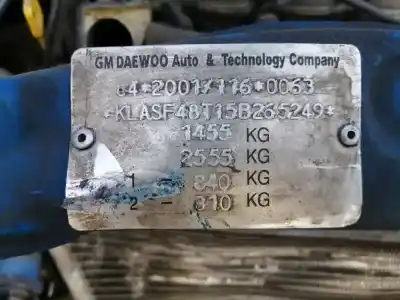 GM DAEWOO Auto & Technology Company
e4*2001/116*0063
*KLASF48T15B265249*
1455 KG
2555 KG
1 – 840 KG
2 – 810 KG